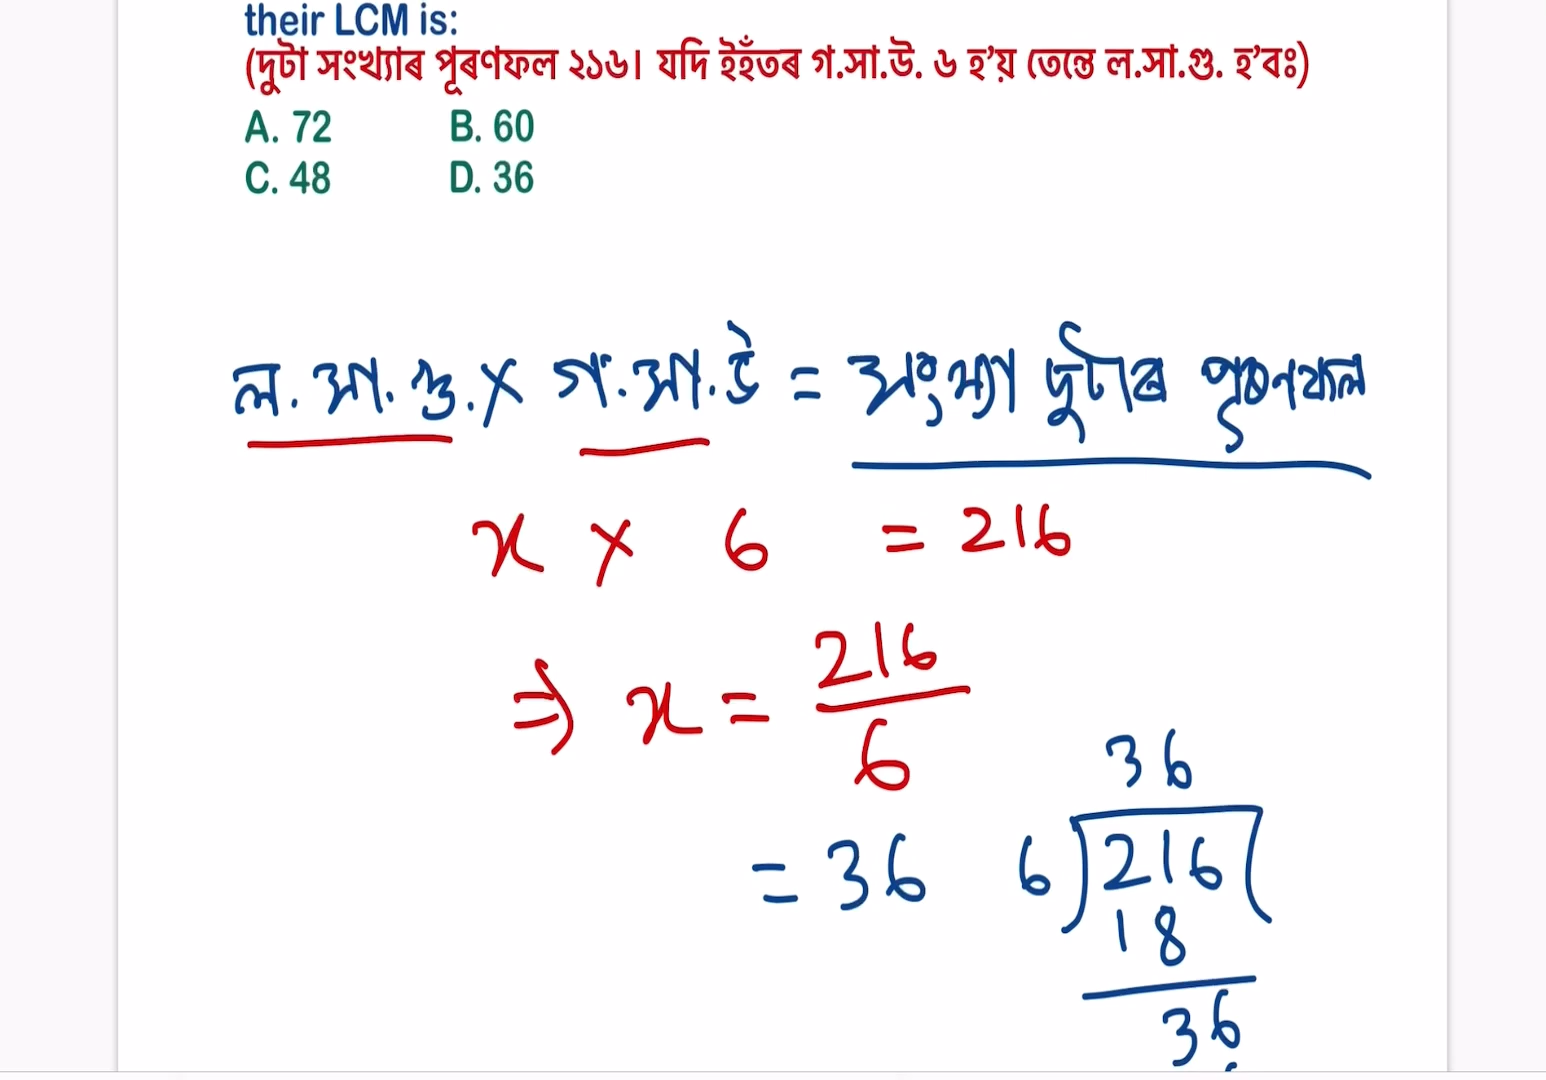 their LCM is:
(দুটা সংখ্যাৰ পূৰণফল ২১৬। যদি ইহঁতৰ গ.সা.উ. ৬ হ’য় তেন্তে ল.সা.গু. হ’বঃ)
A. 72 B. 60
C. 48 D. 36
ল.সা.গু. × গ.সা.উ = সংখ্যা দুটাৰ পূৰণফল
x × 6 = 216
⇒ x = 216/6
36
= 36 6)216(
18
36